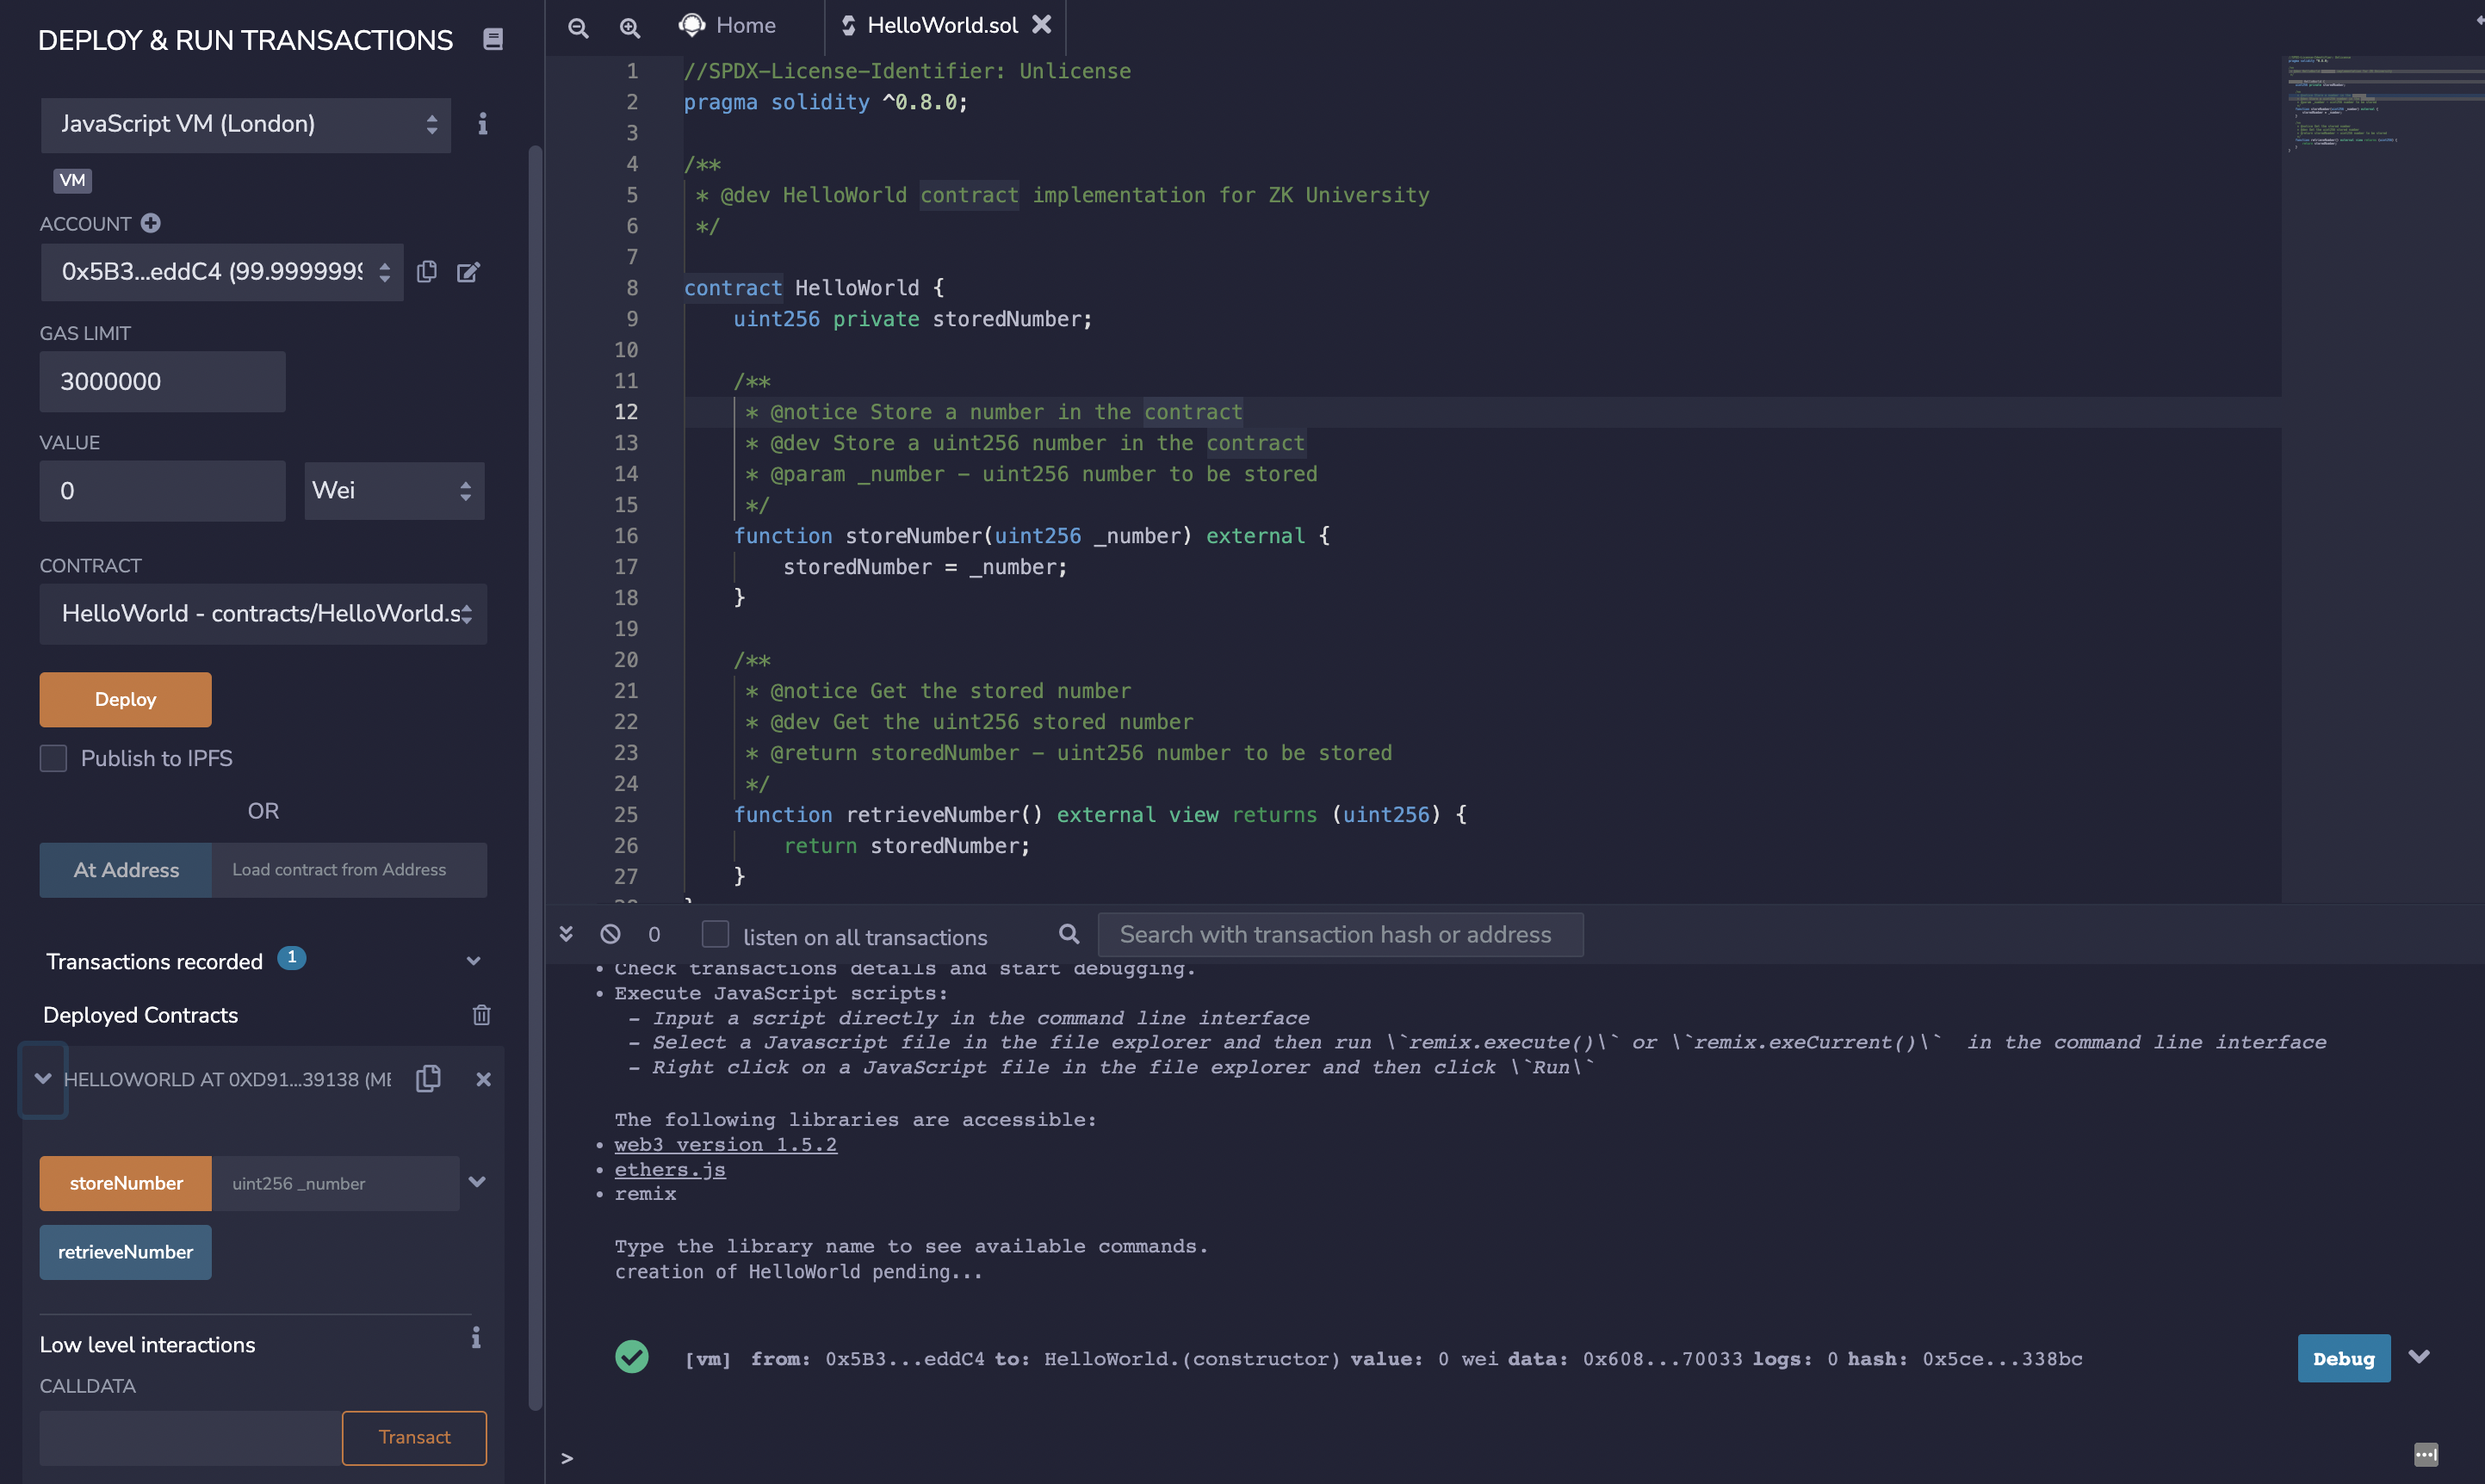 DEPLOY & RUN TRANSACTIONS
JavaScript VM (London)
VM
ACCOUNT
0x5B3...eddC4 (99.9999999
GAS LIMIT
3000000
VALUE
0
Wei
CONTRACT
HelloWorld - contracts/HelloWorld.s
Deploy
Publish to IPFS
OR
At Address
Load contract from Address
Transactions recorded 1
Deployed Contracts
HELLOWORLD AT 0XD91...39138 (ME
storeNumber
uint256 _number
retrieveNumber
Low level interactions
CALLDATA
Transact
Home
HelloWorld.sol
1 //SPDX-License-Identifier: Unlicense
2 pragma solidity ^0.8.0;
3
4 /**
5 * @dev HelloWorld contract implementation for ZK University
6 */
7
8 contract HelloWorld {
9 uint256 private storedNumber;
10
11 /**
12 * @notice Store a number in the contract
13 * @dev Store a uint256 number in the contract
14 * @param _number – uint256 number to be stored
15 */
16 function storeNumber(uint256 _number) external {
17 storedNumber = _number;
18 }
19
20 /**
21 * @notice Get the stored number
22 * @dev Get the uint256 stored number
23 * @return storedNumber – uint256 number to be stored
24 */
25 function retrieveNumber() external view returns (uint256) {
26 return storedNumber;
27 }
28 }
0
listen on all transactions
Search with transaction hash or address
• Check transactions details and start debugging.
• Execute JavaScript scripts:
– Input a script directly in the command line interface
– Select a Javascript file in the file explorer and then run \`remix.execute()\` or \`remix.exeCurrent()\` in the command line interface
– Right click on a JavaScript file in the file explorer and then click \`Run\`
The following libraries are accessible:
• web3 version 1.5.2
• ethers.js
• remix
Type the library name to see available commands.
creation of HelloWorld pending...
[vm] from: 0x5B3...eddC4 to: HelloWorld.(constructor) value: 0 wei data: 0x608...70033 logs: 0 hash: 0x5ce...338bc
Debug
>